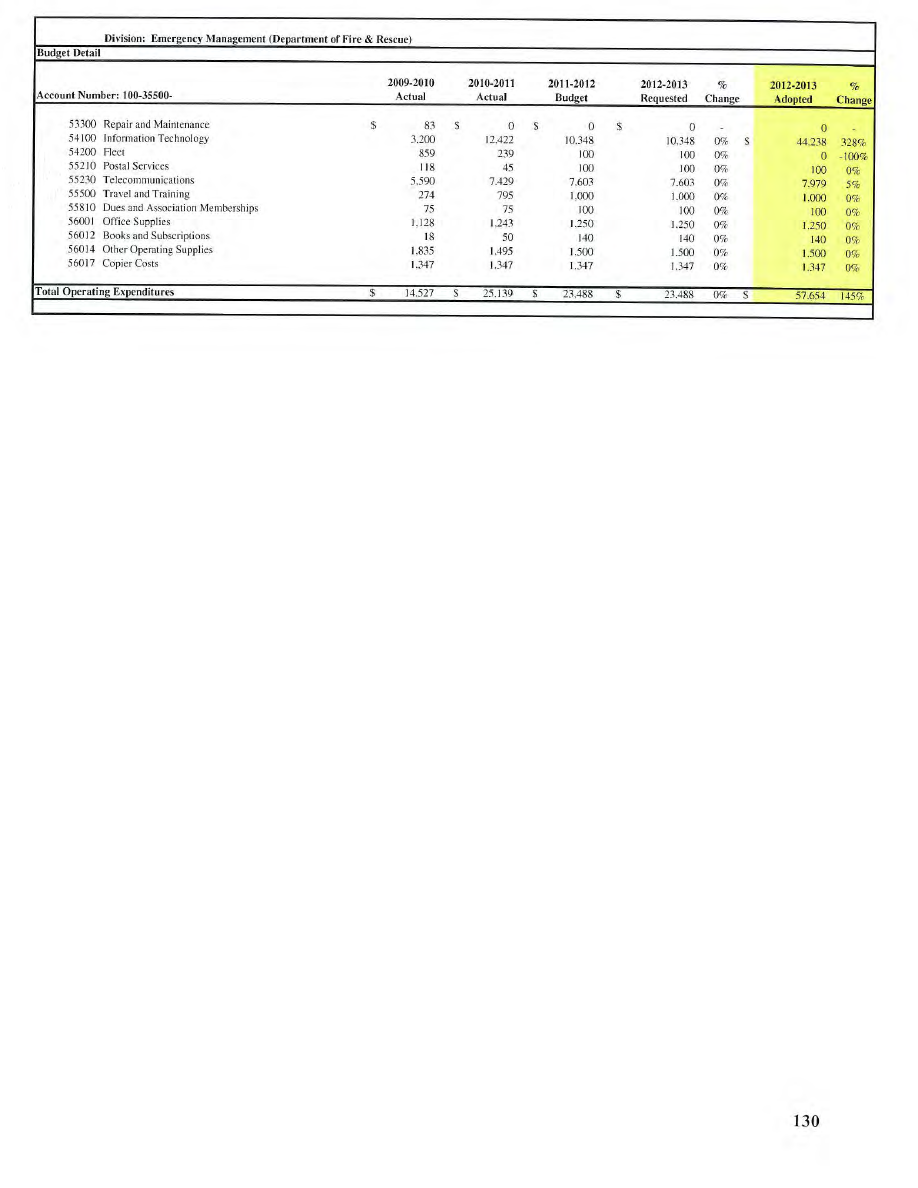 Division: Emergency Management (Department of Fire & Rescue)
Budget Detail
2009-2010 2010-2011 2011-2012 2012-2013 % 2012-2013 %
Account Number: 100-35500- Actual Actual Budget Requested Change Adopted Change
53300 Repair and Maintenance $ 83 $ 0 $ 0 $ 0 - 0 -
54100 Information Technology 3,200 12,422 10,348 10,348 0% $ 44,238 328%
54200 Fleet 859 239 100 100 0% 0 -100%
55210 Postal Services 118 45 100 100 0% 100 0%
55230 Telecommunications 5,590 7,429 7,603 7,603 0% 7,979 5%
55500 Travel and Training 274 795 1,000 1,000 0% 1,000 0%
55810 Dues and Association Memberships 75 75 100 100 0% 100 0%
56001 Office Supplies 1,128 1,243 1,250 1,250 0% 1,250 0%
56012 Books and Subscriptions 18 50 140 140 0% 140 0%
56014 Other Operating Supplies 1,835 1,495 1,500 1,500 0% 1,500 0%
56017 Copier Costs 1,347 1,347 1,347 1,347 0% 1,347 0%
Total Operating Expenditures $ 14,527 $ 25,139 $ 23,488 $ 23,488 0% $ 57,654 145%
130